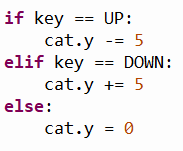 if key == UP:
    cat.y -= 5
elif key == DOWN:
    cat.y += 5
else:
    cat.y = 0